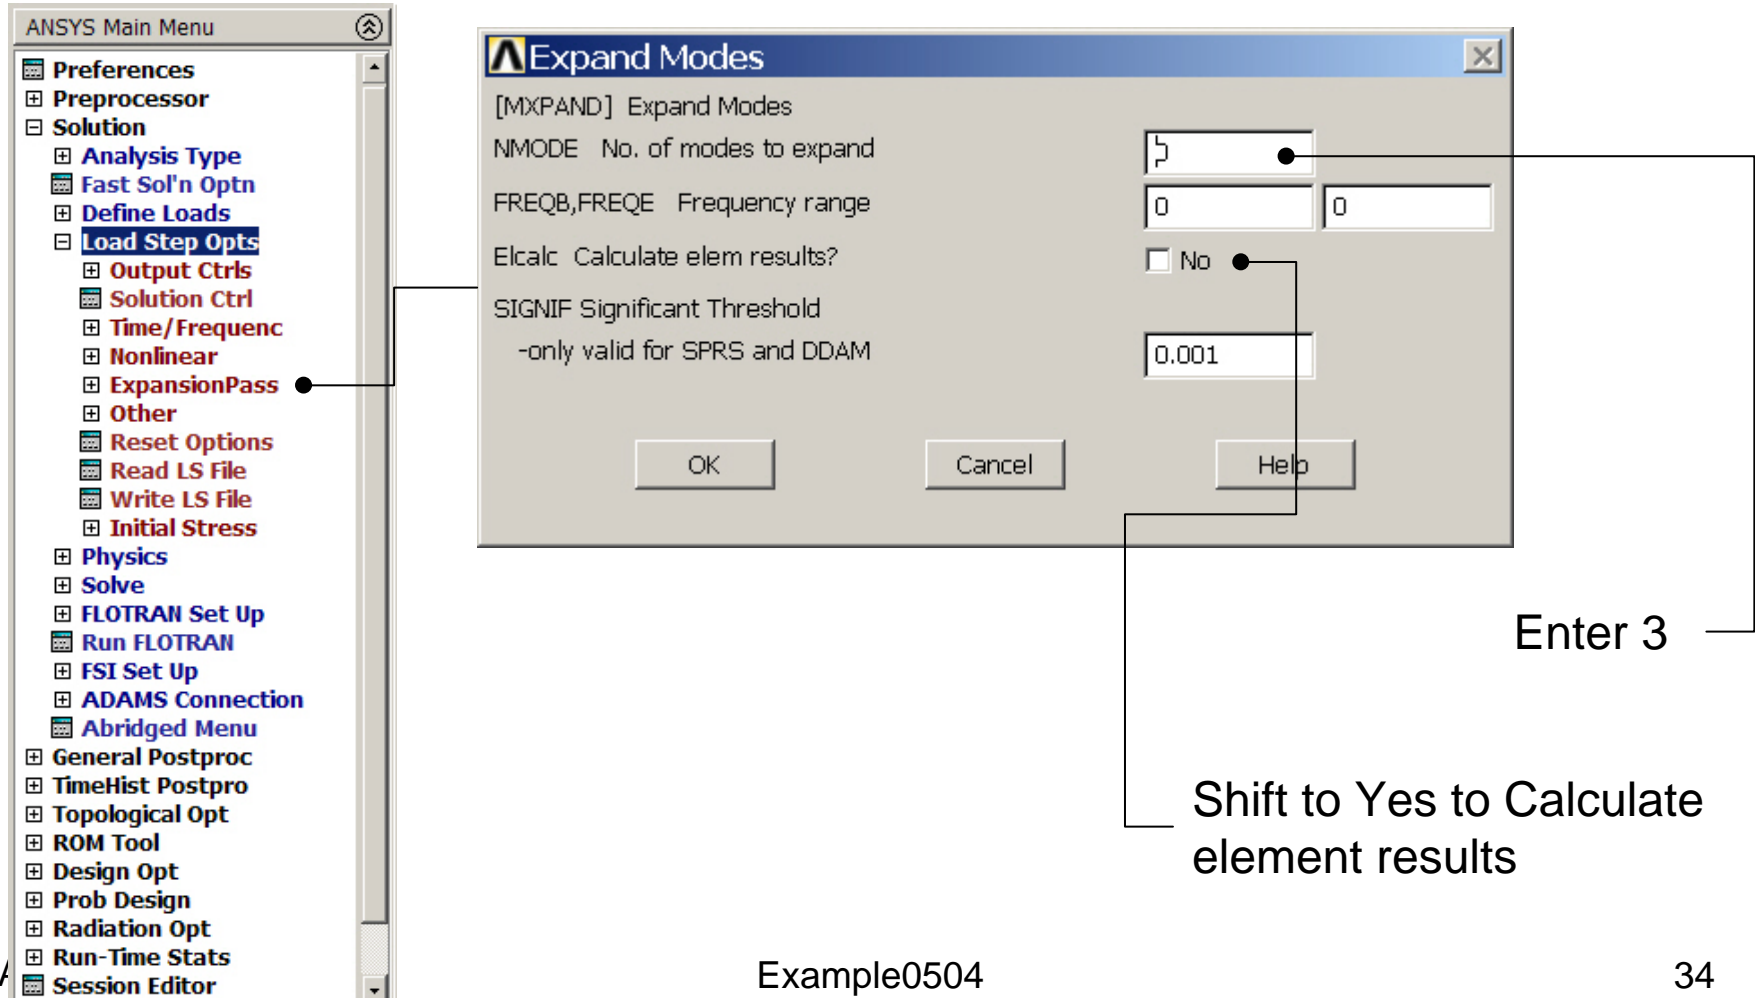 ANSYS Main Menu
Preferences
Preprocessor
Solution
Analysis Type
Fast Sol'n Optn
Define Loads
Load Step Opts
Output Ctrls
Solution Ctrl
Time/Frequenc
Nonlinear
ExpansionPass
Other
Reset Options
Read LS File
Write LS File
Initial Stress
Physics
Solve
FLOTRAN Set Up
Run FLOTRAN
FSI Set Up
ADAMS Connection
Abridged Menu
General Postproc
TimeHist Postpro
Topological Opt
ROM Tool
Design Opt
Prob Design
Radiation Opt
Run-Time Stats
Session Editor
Expand Modes
[MXPAND] Expand Modes
NMODE No. of modes to expand
FREQB,FREQE Frequency range 0 0
Elcalc Calculate elem results? No
SIGNIF Significant Threshold
-only valid for SPRS and DDAM 0.001
OK Cancel Help
Enter 3
Shift to Yes to Calculate
element results
Example0504
34